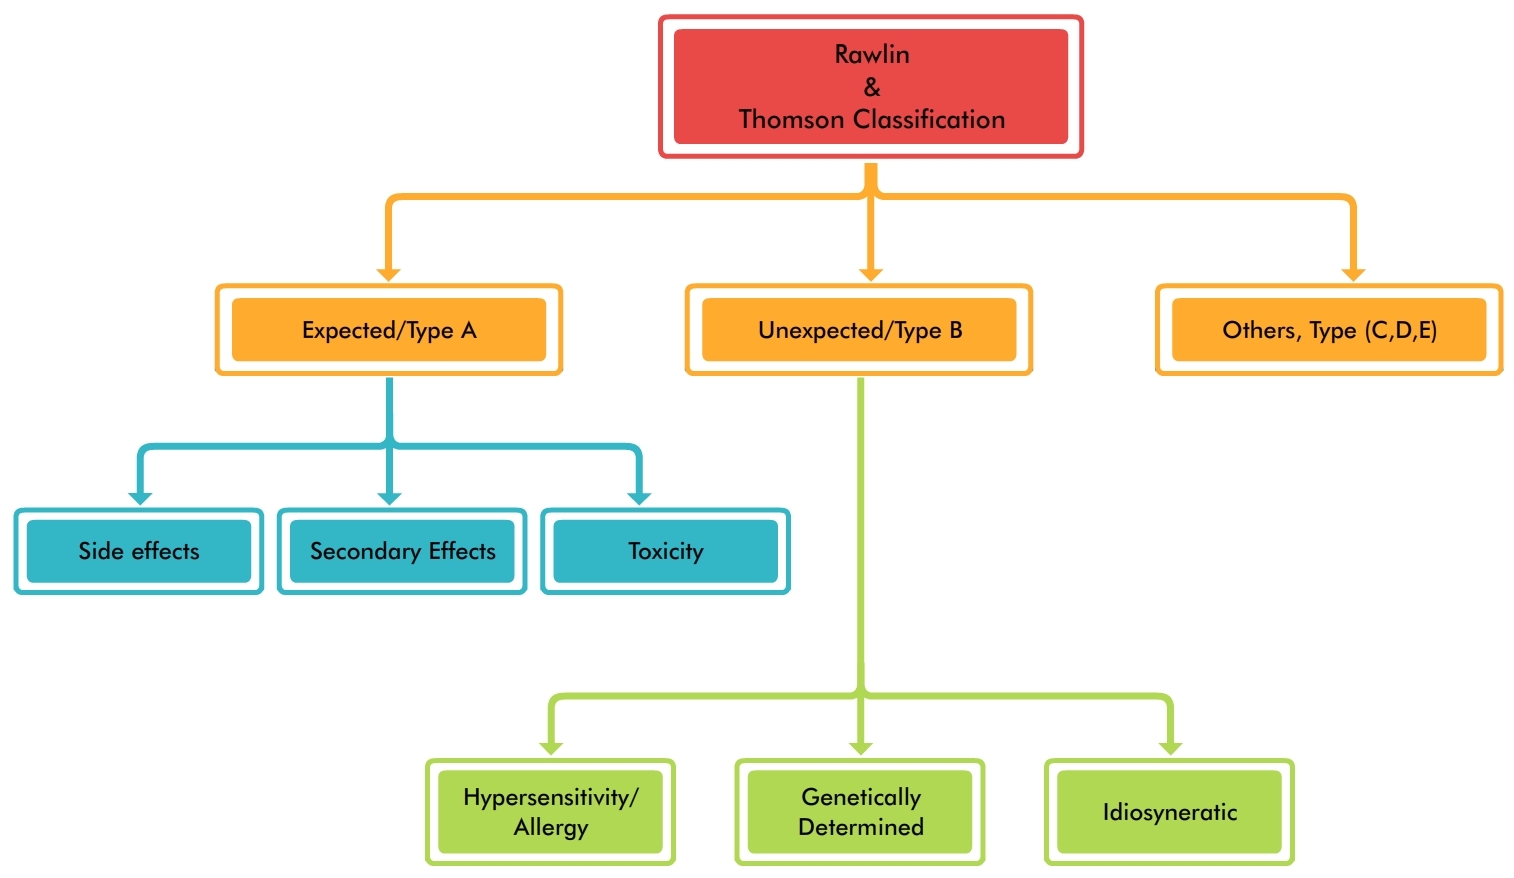 Rawlin
&
Thomson Classification
Expected/Type A
Unexpected/Type B
Others, Type (C,D,E)
Side effects
Secondary Effects
Toxicity
Hypersensitivity/
Allergy
Genetically
Determined
Idiosyneratic